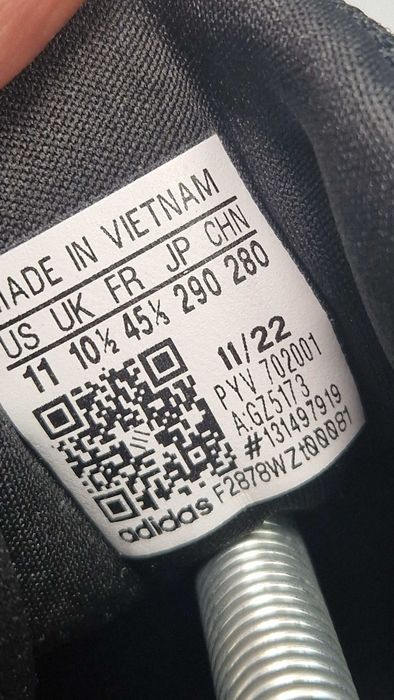 MADE IN VIETNAM
US UK FR JP CHN
11 10½ 45⅓ 290 280
11/22
PYV 702001
A:GZ5173
#131497919
adidas F2878WZt00081